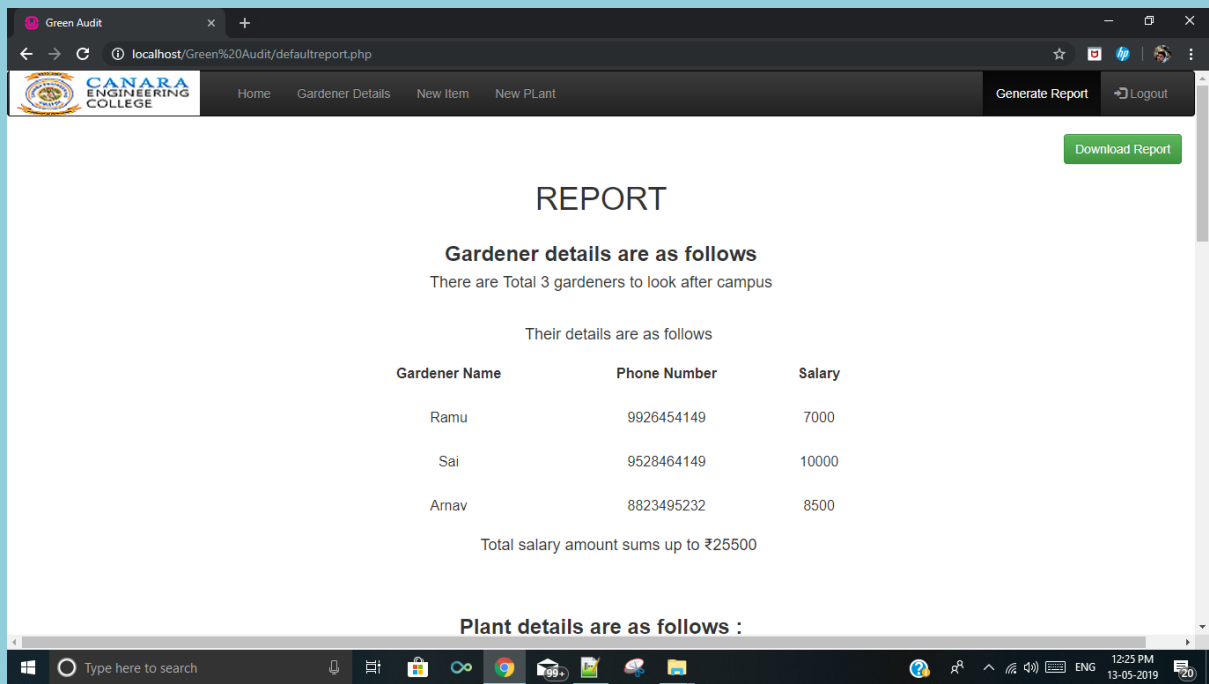 Green Audit
localhost/Green%20Audit/defaultreport.php
CANARA
ENGINEERING
COLLEGE
Home Gardener Details New Item New PLant Generate Report Logout
Download Report
REPORT
Gardener details are as follows
There are Total 3 gardeners to look after campus
Their details are as follows
Gardener Name Phone Number Salary
Ramu 9926454149 7000
Sai 9528464149 10000
Arnav 8823495232 8500
Total salary amount sums up to ₹25500
Plant details are as follows :
Type here to search
99+
hp
ENG
12:25 PM
13-05-2019
20